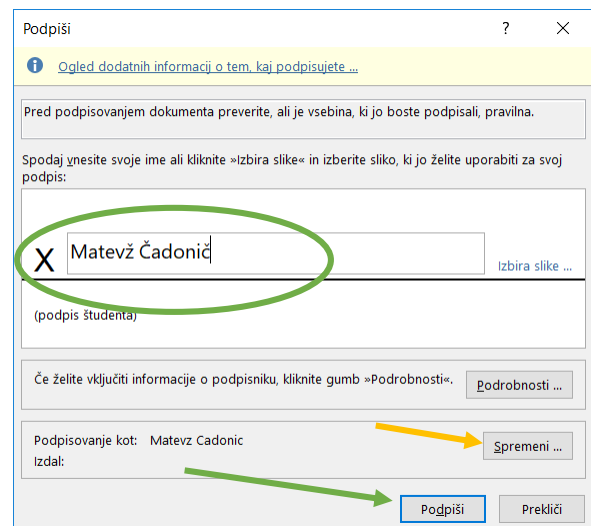 Podpiši
? X
Ogled dodatnih informacij o tem, kaj podpisujete ...
Pred podpisovanjem dokumenta preverite, ali je vsebina, ki jo boste podpisali, pravilna.
Spodaj vnesite svoje ime ali kliknite »Izbira slike« in izberite sliko, ki jo želite uporabiti za svoj
podpis:
X Matevž Čadonič
Izbira slike ...
(podpis študenta)
Če želite vključiti informacije o podpisniku, kliknite gumb »Podrobnosti«. Podrobnosti ...
Podpisovanje kot: Matevz Cadonic
Spremeni ...
Izdal:
Podpiši Prekliči